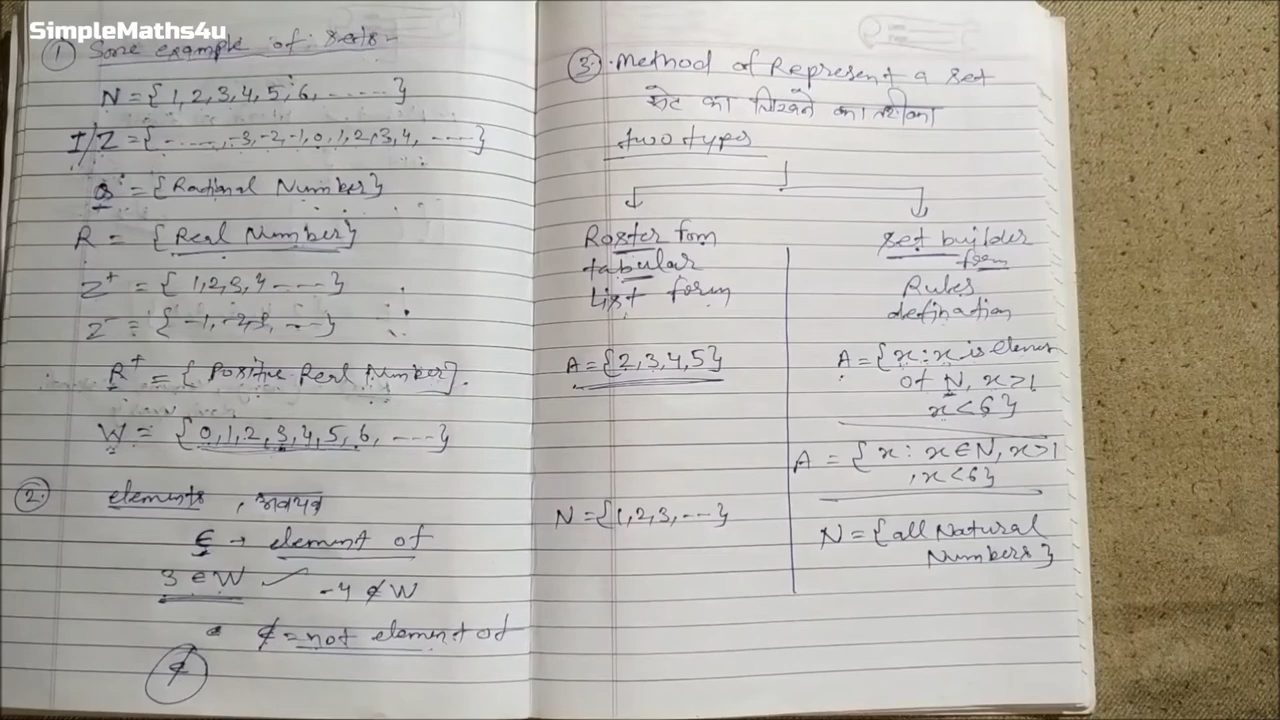 SimpleMaths4u
① Some example of sets-
N = { 1, 2, 3, 4, 5, 6, ...... }
I/Z = { ......, -3, -2, -1, 0, 1, 2, 3, 4, ...... }
Q = { Rational Number }
R = { Real Number }
Z⁺ = { 1, 2, 3, 4 ...... }
Z⁻ = { -1, -2, 3, .... }
R⁺ = { Positive Real Number }.
W = { 0, 1, 2, 3, 4, 5, 6, ..... }
② elements, अवयव
∈ → element of
3 ∈ W ✓ -4 ∉ W
∉ = not element of
∉
③. Method of Represent a set
सेट का लिखने का तरीका
two types
Roster fom
tabular
List form
A = {2, 3, 4, 5}
N = {1, 2, 3, .... }
set builder
form
Rules
defination
A = { x : x is elemen
of N, x>1
x<6 }
A = { x : x ∈ N, x>1
, x<6 }
N = { all Natural
Numbers }